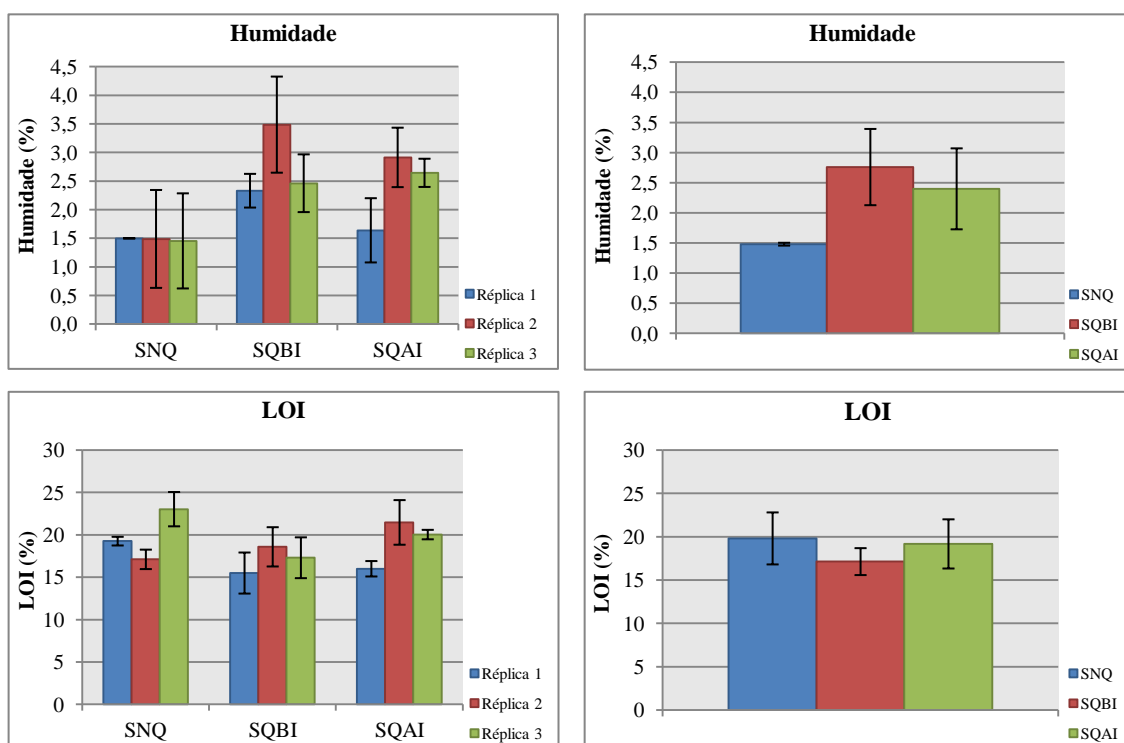 Humidade
Humidade (%)
4,5
4,0
3,5
3,0
2,5
2,0
1,5
1,0
0,5
0,0
SNQ SQBI SQAI
Réplica 1
Réplica 2
Réplica 3
Humidade
Humidade (%)
4,5
4,0
3,5
3,0
2,5
2,0
1,5
1,0
0,5
0,0
SNQ
SQBI
SQAI
LOI
LOI (%)
30
25
20
15
10
5
0
SNQ SQBI SQAI
Réplica 1
Réplica 2
Réplica 3
LOI
LOI (%)
30
25
20
15
10
5
0
SNQ
SQBI
SQAI